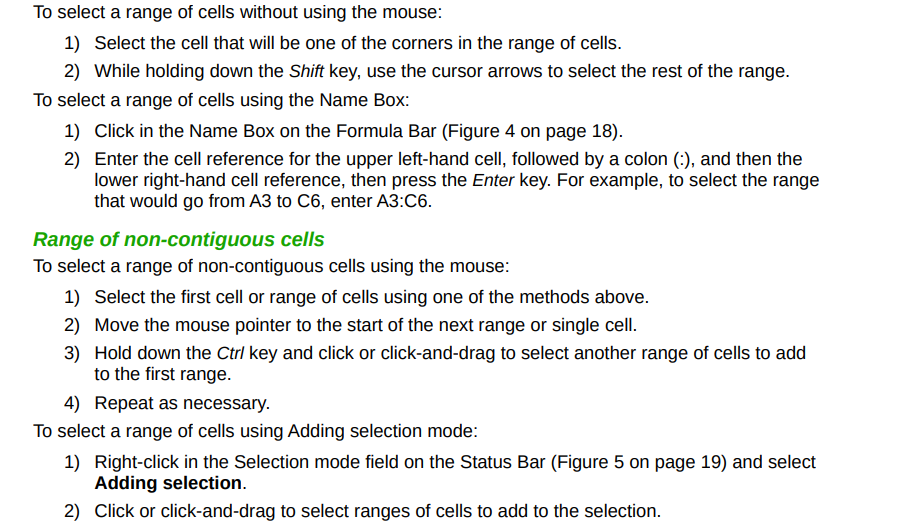 To select a range of cells without using the mouse:
1) Select the cell that will be one of the corners in the range of cells.
2) While holding down the Shift key, use the cursor arrows to select the rest of the range.
To select a range of cells using the Name Box:
1) Click in the Name Box on the Formula Bar (Figure 4 on page 18).
2) Enter the cell reference for the upper left-hand cell, followed by a colon (:), and then the
lower right-hand cell reference, then press the Enter key. For example, to select the range
that would go from A3 to C6, enter A3:C6.
Range of non-contiguous cells
To select a range of non-contiguous cells using the mouse:
1) Select the first cell or range of cells using one of the methods above.
2) Move the mouse pointer to the start of the next range or single cell.
3) Hold down the Ctrl key and click or click-and-drag to select another range of cells to add
to the first range.
4) Repeat as necessary.
To select a range of cells using Adding selection mode:
1) Right-click in the Selection mode field on the Status Bar (Figure 5 on page 19) and select
Adding selection.
2) Click or click-and-drag to select ranges of cells to add to the selection.